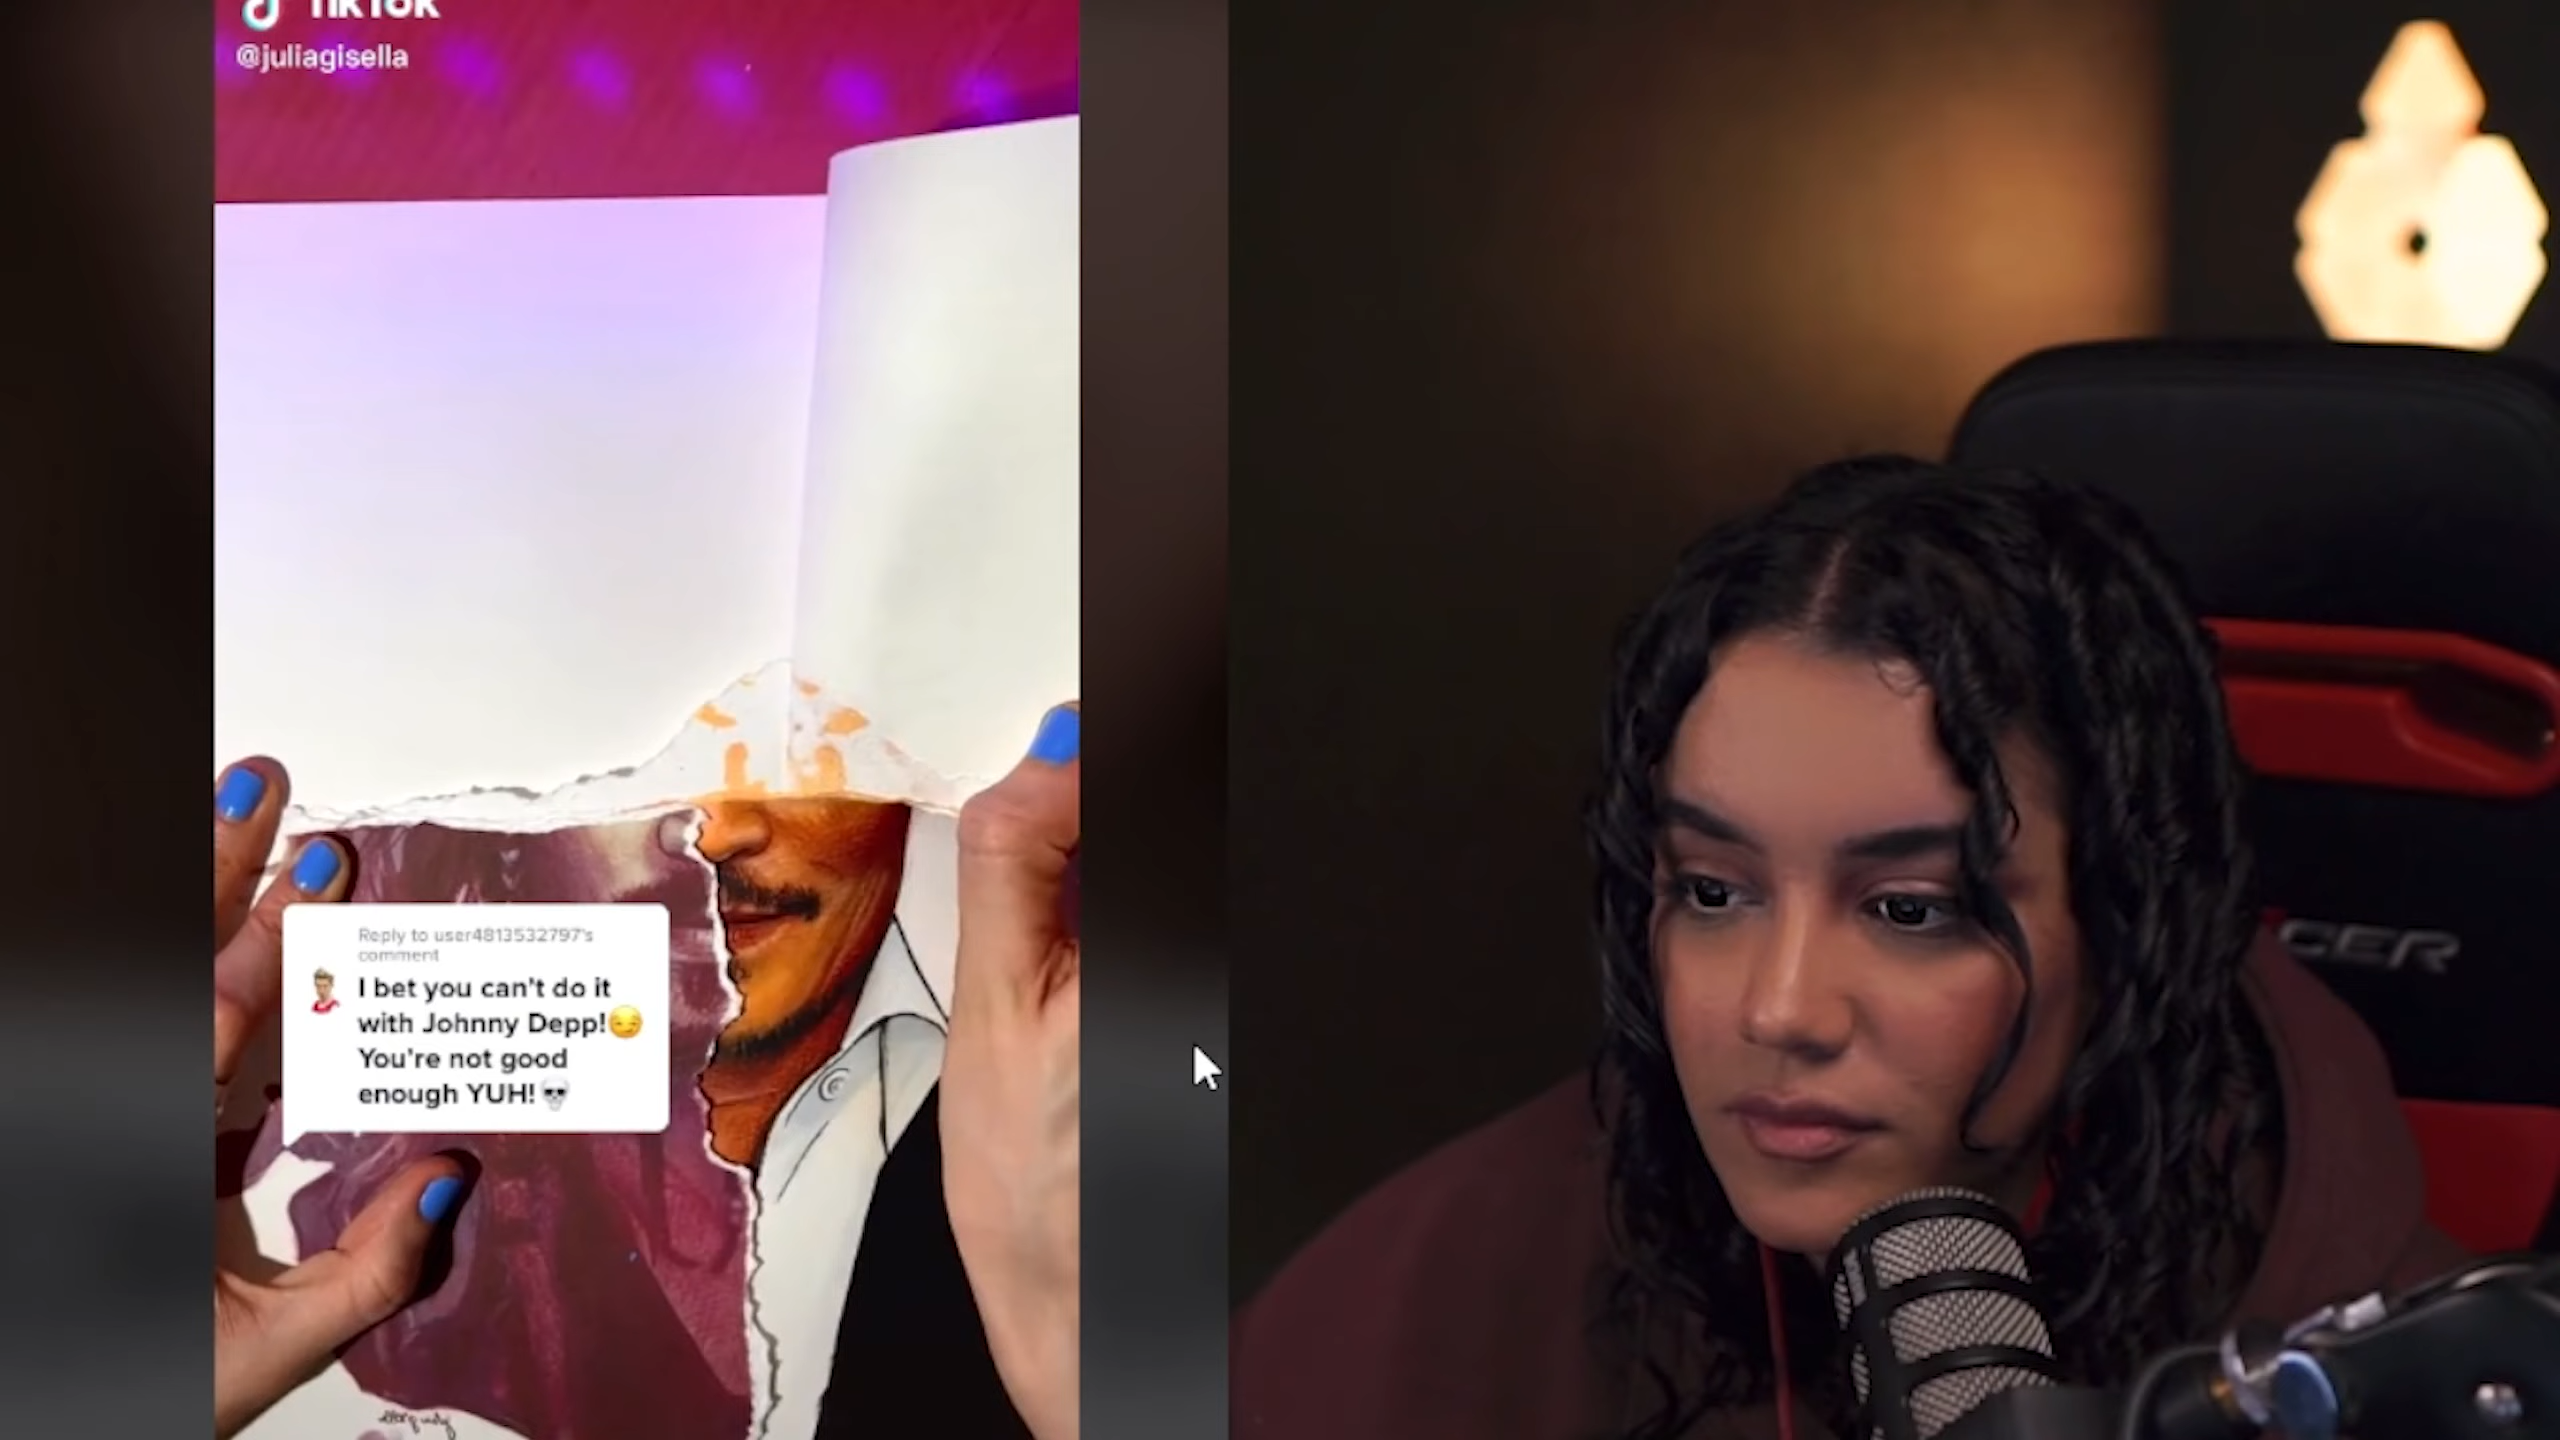 TikTok
@juliagisella
Reply to user4813532797's
comment
I bet you can't do it
with Johnny Depp!😏
You're not good
enough YUH!💀
CER